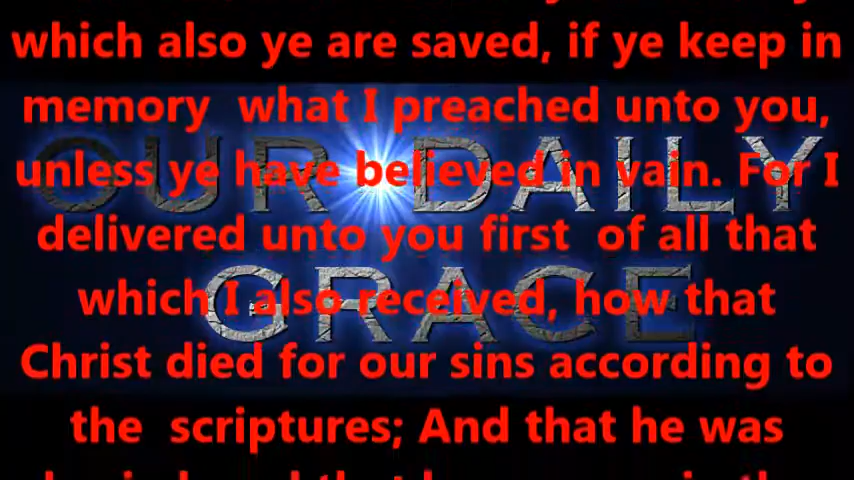 which also ye are saved, if ye keep in
memory what I preached unto you,
unless ye have believed in vain. For I
delivered unto you first of all that
which I also received, how that
Christ died for our sins according to
the scriptures; And that he was
OUR DAILY
GRACE